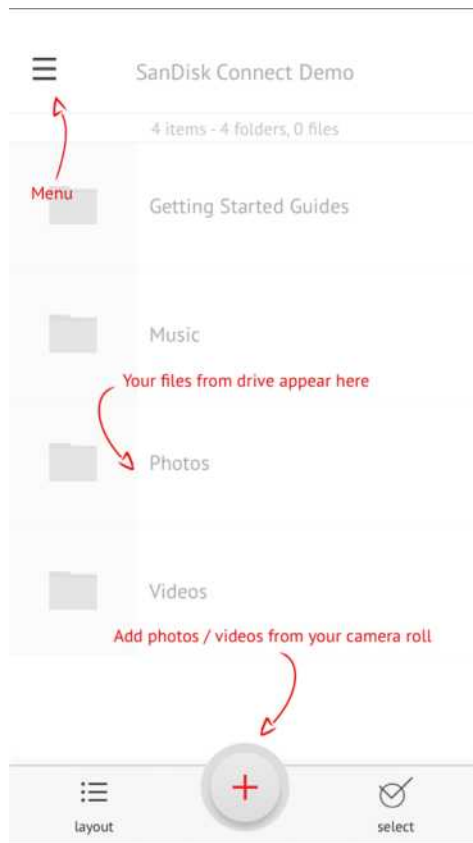 SanDisk Connect Demo
4 items - 4 folders, 0 files
Menu
Getting Started Guides
Music
Your files from drive appear here
Photos
Videos
Add photos / videos from your camera roll
+
layout
select